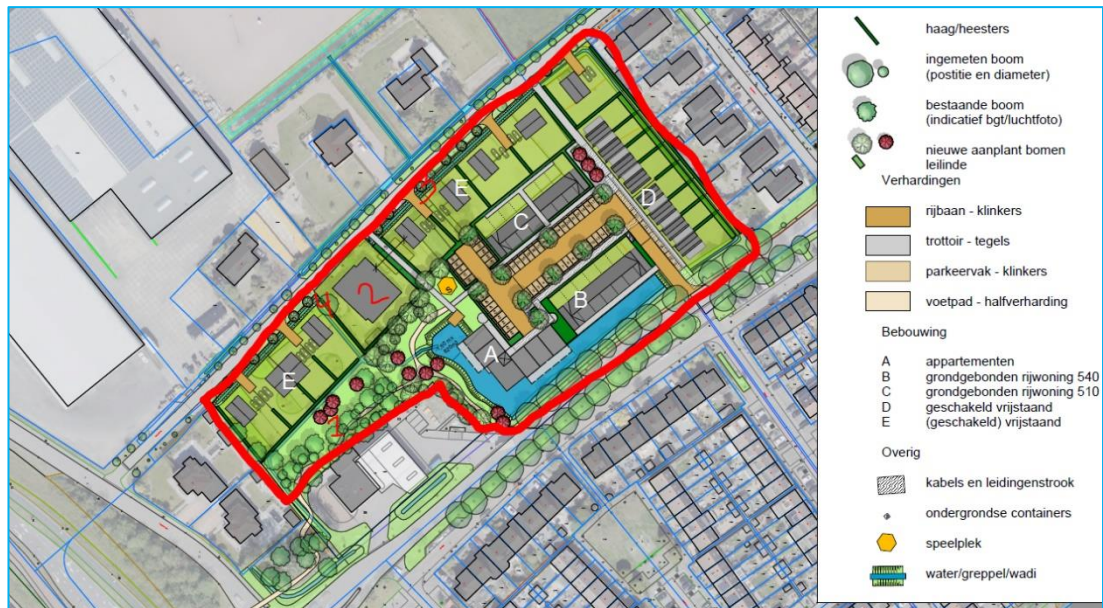 E
C
D
B
A
E
2
4
3
haag/heesters
ingemeten boom
(postitie en diameter)
bestaande boom
(indicatief bgt/luchtfoto)
nieuwe aanplant bomen
leilinde
Verhardingen
rijbaan - klinkers
trottoir - tegels
parkeervak - klinkers
voetpad - halfverharding
Bebouwing
A appartementen
B grondgebonden rijwoning 540
C grondgebonden rijwoning 510
D geschakeld vrijstaand
E (geschakeld) vrijstaand
Overig
kabels en leidingenstrook
ondergrondse containers
speelplek
water/greppel/wadi